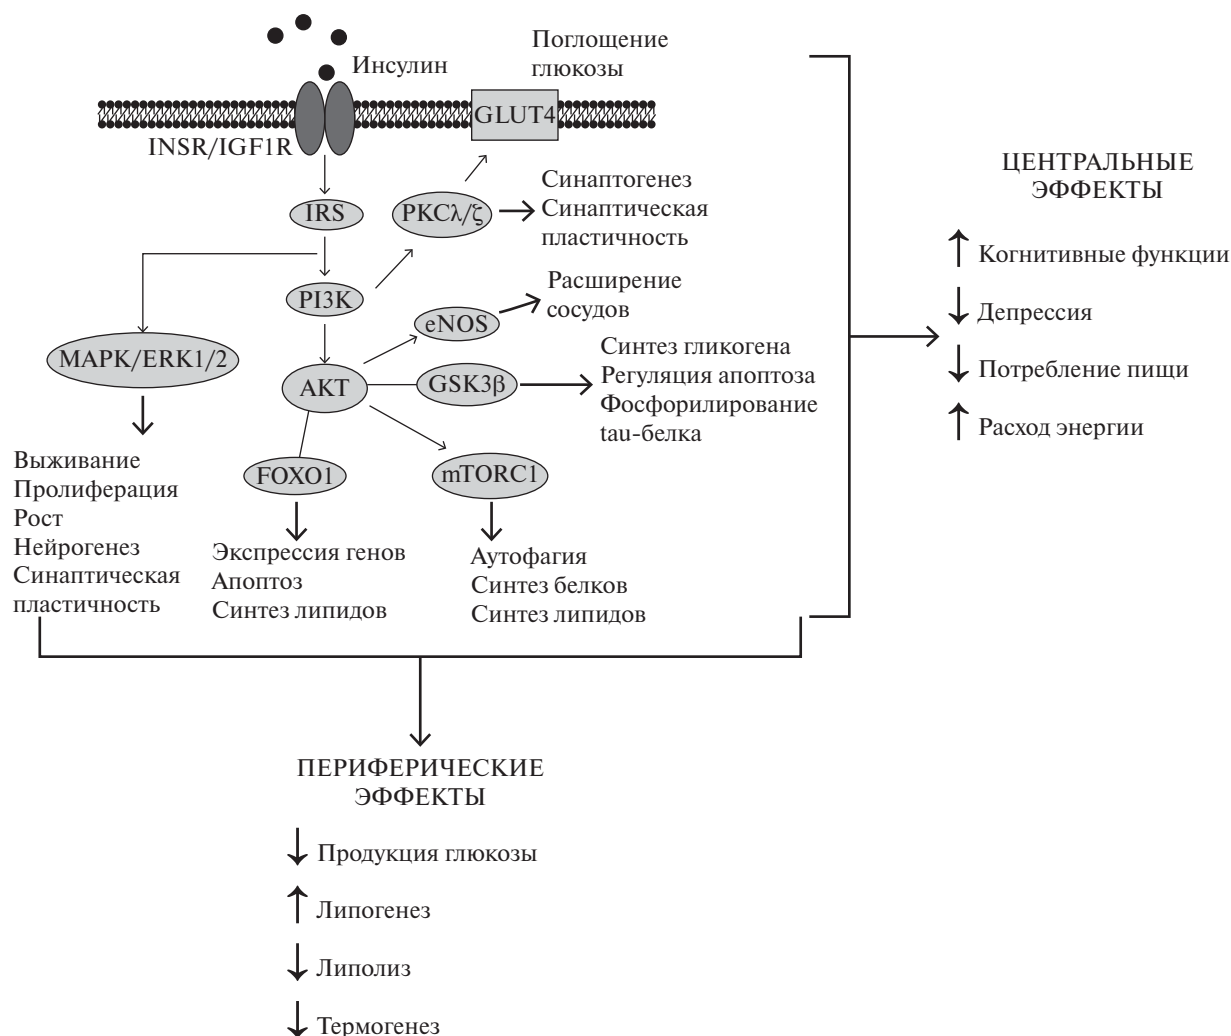 Инсулин
Поглощение
глюкозы
GLUT4
INSR/IGF1R
IRS
PKCλ/ζ
Синаптогенез
Синаптическая
пластичность
PI3K
eNOS
Расширение
сосудов
MAPK/ERK1/2
AKT
GSK3β
Синтез гликогена
Регуляция апоптоза
Фосфорилирование
tau-белка
FOXO1
mTORC1
Выживание
Пролиферация
Рост
Нейрогенез
Синаптическая
пластичность
Экспрессия генов
Апоптоз
Синтез липидов
Аутофагия
Синтез белков
Синтез липидов
ЦЕНТРАЛЬНЫЕ
ЭФФЕКТЫ
↑ Когнитивные функции
↓ Депрессия
↓ Потребление пищи
↑ Расход энергии
ПЕРИФЕРИЧЕСКИЕ
ЭФФЕКТЫ
↓ Продукция глюкозы
↑ Липогенез
↓ Липолиз
↓ Термогенез